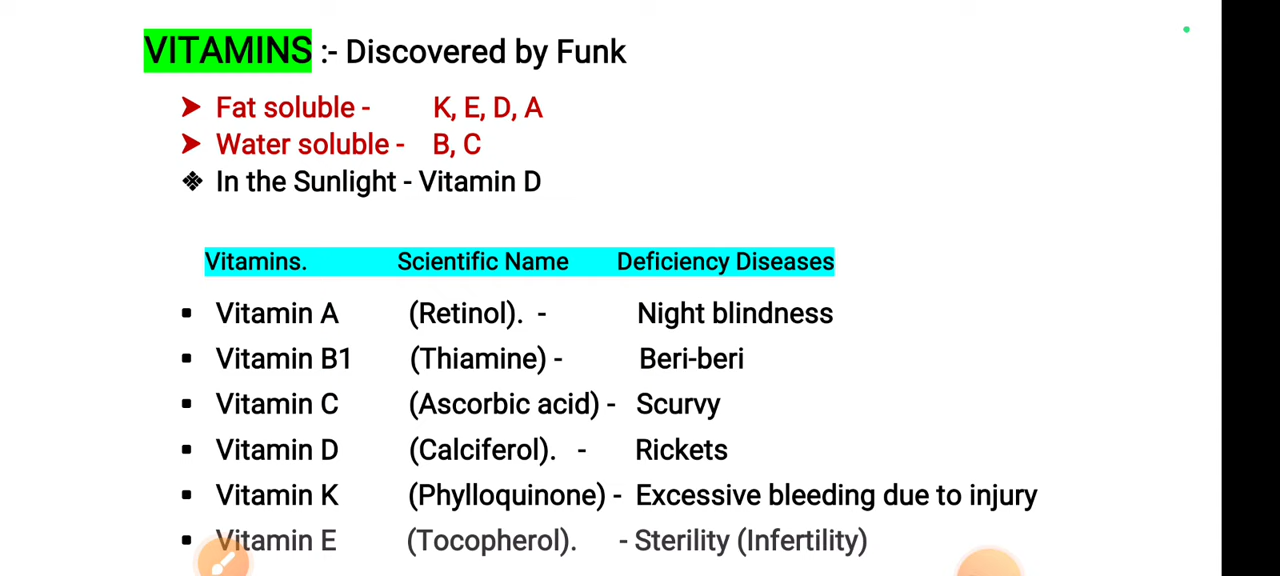 VITAMINS :- Discovered by Funk
➤ Fat soluble - K, E, D, A
➤ Water soluble - B, C
❖ In the Sunlight - Vitamin D
Vitamins. Scientific Name Deficiency Diseases
▪ Vitamin A (Retinol). - Night blindness
▪ Vitamin B1 (Thiamine) - Beri-beri
▪ Vitamin C (Ascorbic acid) - Scurvy
▪ Vitamin D (Calciferol). - Rickets
▪ Vitamin K (Phylloquinone) - Excessive bleeding due to injury
▪ Vitamin E (Tocopherol). - Sterility (Infertility)